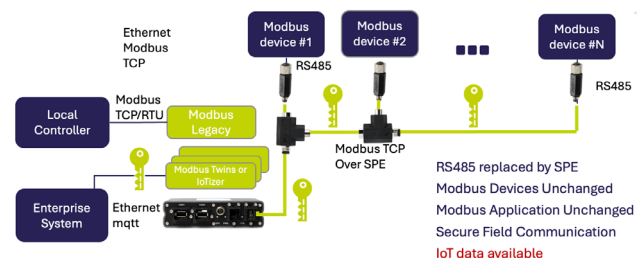 Ethernet
Modbus
TCP
Modbus
device #1
Modbus
device #2
Modbus
device #N
RS485
RS485
Local
Controller
Modbus
TCP/RTU
Modbus
Legacy
Modbus TCP
Over SPE
Modbus Twins or
IoTizer
Enterprise
System
Ethernet
mqtt
RS485 replaced by SPE
Modbus Devices Unchanged
Modbus Application Unchanged
Secure Field Communication
IoT data available